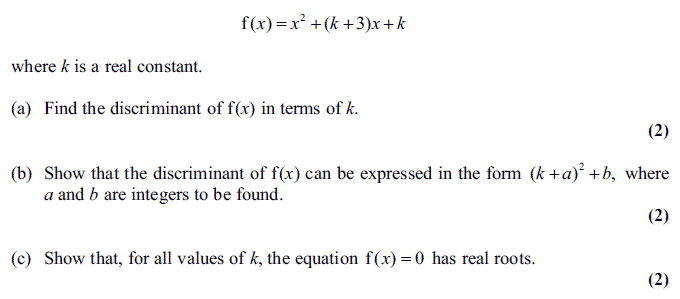 f(x) = x² + (k + 3)x + k
where k is a real constant.
(a) Find the discriminant of f(x) in terms of k.
(2)
(b) Show that the discriminant of f(x) can be expressed in the form (k + a)² + b, where
a and b are integers to be found.
(2)
(c) Show that, for all values of k, the equation f(x) = 0 has real roots.
(2)